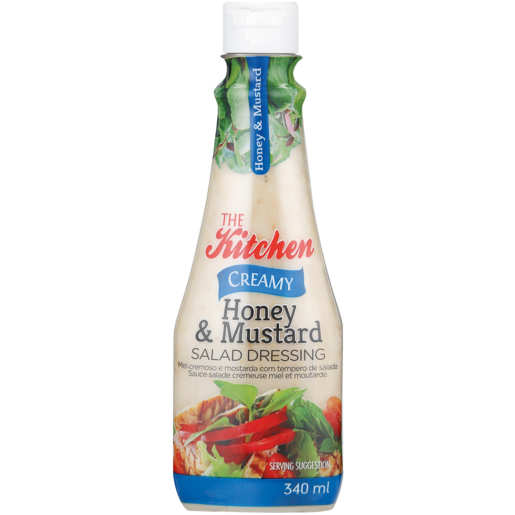 Honey & Mustard
THE
Kitchen
CREAMY
Honey
& Mustard
SALAD DRESSING
Miel cremoso e mostarda com tempero de salada
Sauce salade crémeuse miel et moutarde
SERVING SUGGESTION
340 ml